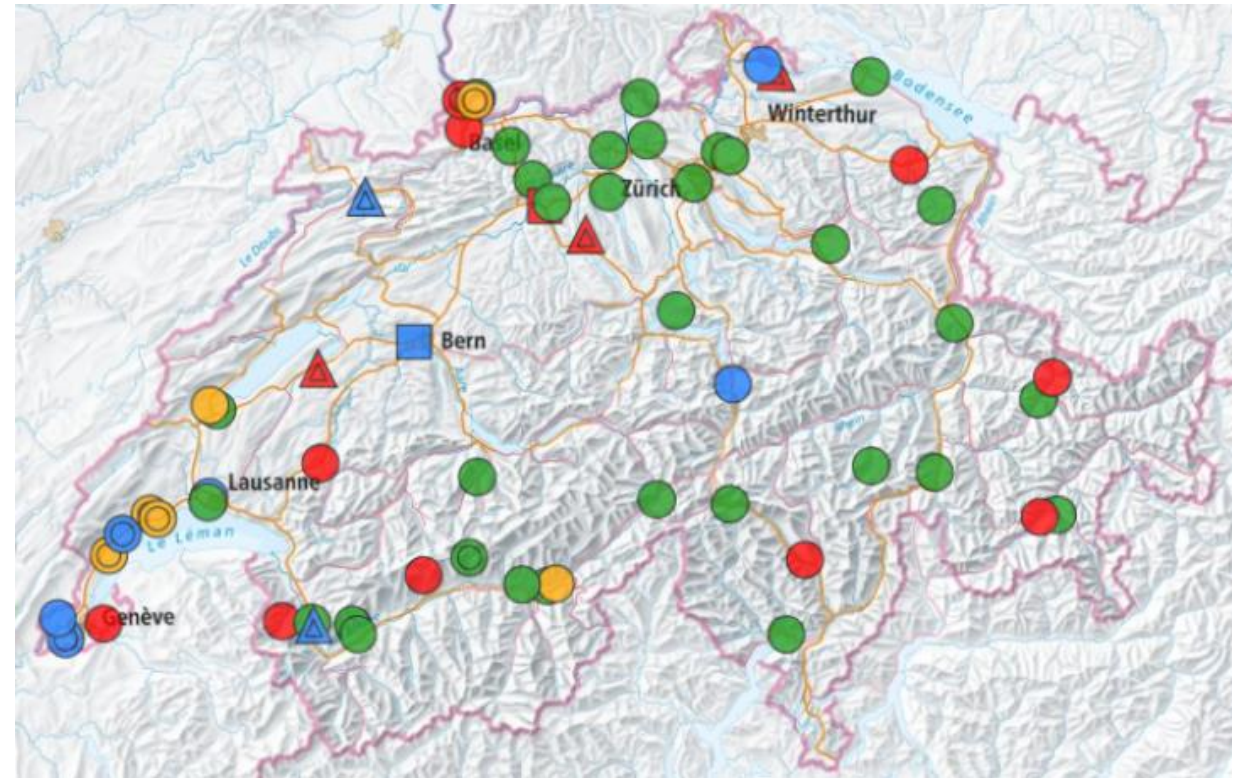 Bodensee
Winterthur
Basel
Zürich
Le Doubs
Bern
Lausanne
Le Léman
Genève